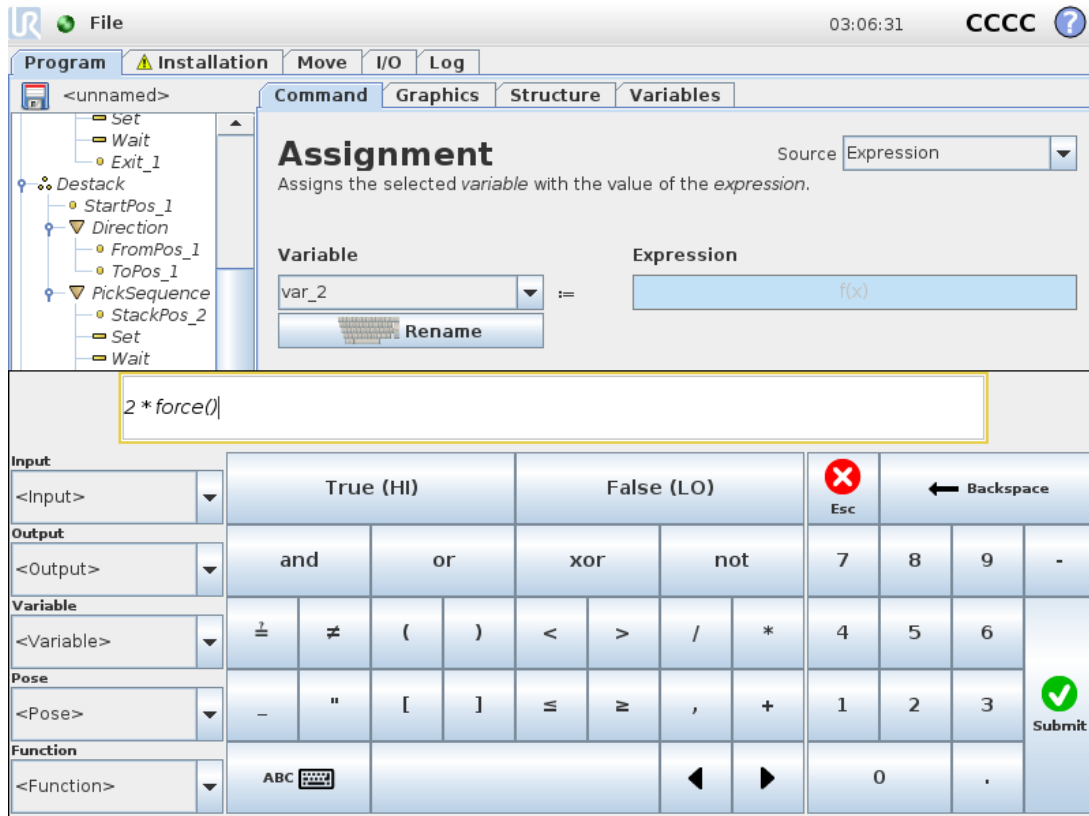 UR File 03:06:31 CCCC ?
Program Installation Move I/O Log
<unnamed> Command Graphics Structure Variables
Set
Wait
Exit_1
Destack
StartPos_1
Direction
FromPos_1
ToPos_1
PickSequence
StackPos_2
Set
Wait
Assignment
Source Expression
Assigns the selected variable with the value of the expression.
Variable Expression
var_2 := f(x)
Rename
2 * force()
Input
<Input> True (HI) False (LO) Esc Backspace
Output
<Output> and or xor not 7 8 9 -
Variable
<Variable> ≟ ≠ ( ) < > / * 4 5 6
Pose
<Pose> _ " [ ] ≤ ≥ , + 1 2 3 Submit
Function
<Function> ABC 0 .